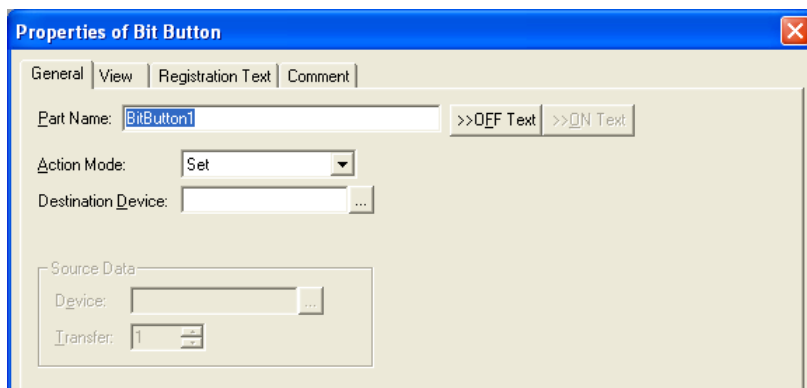 Properties of Bit Button
General View Registration Text Comment
Part Name: BitButton1 >>OFF Text >>ON Text
Action Mode: Set
Destination Device: ...
Source Data
Device: ...
Transfer: 1